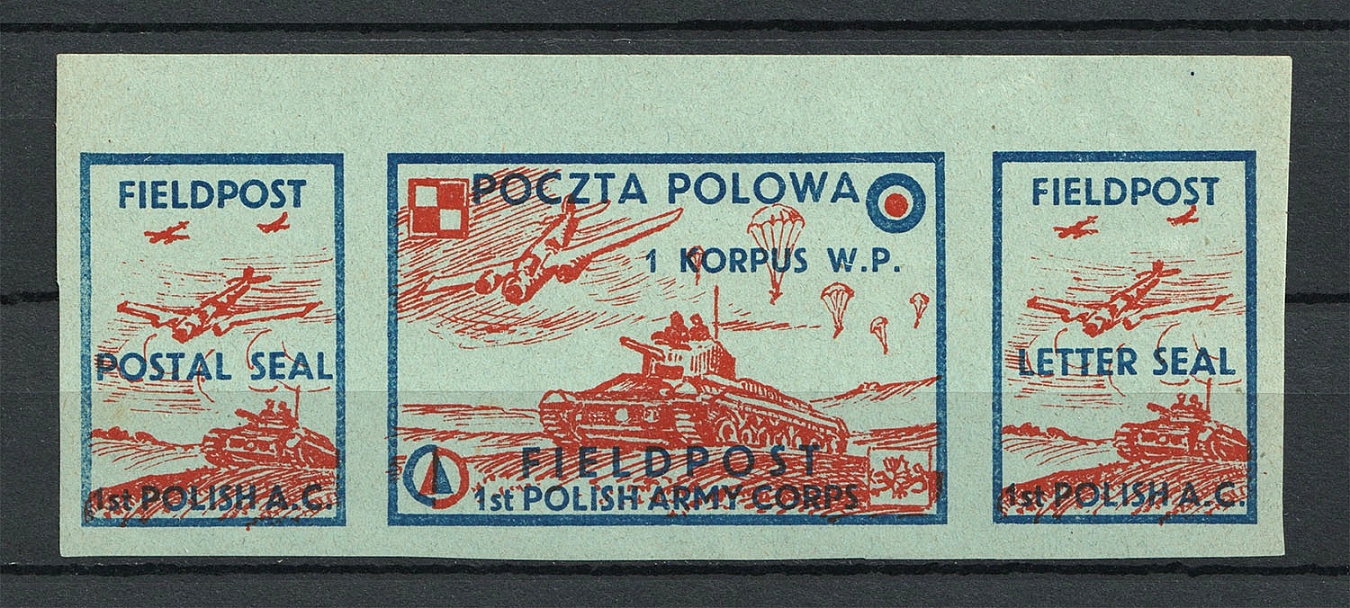 FIELDPOST
POSTAL SEAL
1st POLISH A.C.
POCZTA POLOWA
1 KORPUS W.P.
FIELDPOST
1st POLISH ARMY CORPS
FIELDPOST
LETTER SEAL
1st POLISH A.C.